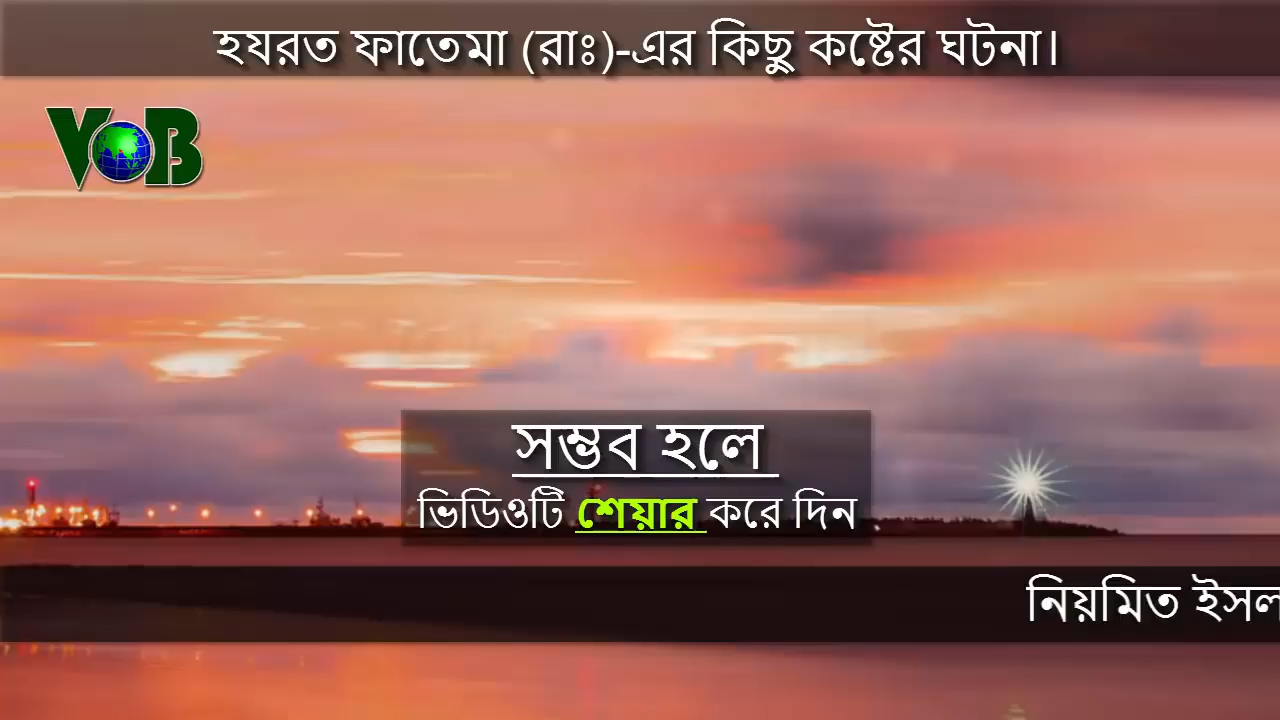 হযরত ফাতেমা (রাঃ)-এর কিছু কষ্টের ঘটনা।
VOB
সম্ভব হলে
ভিডিওটি শেয়ার করে দিন
নিয়মিত